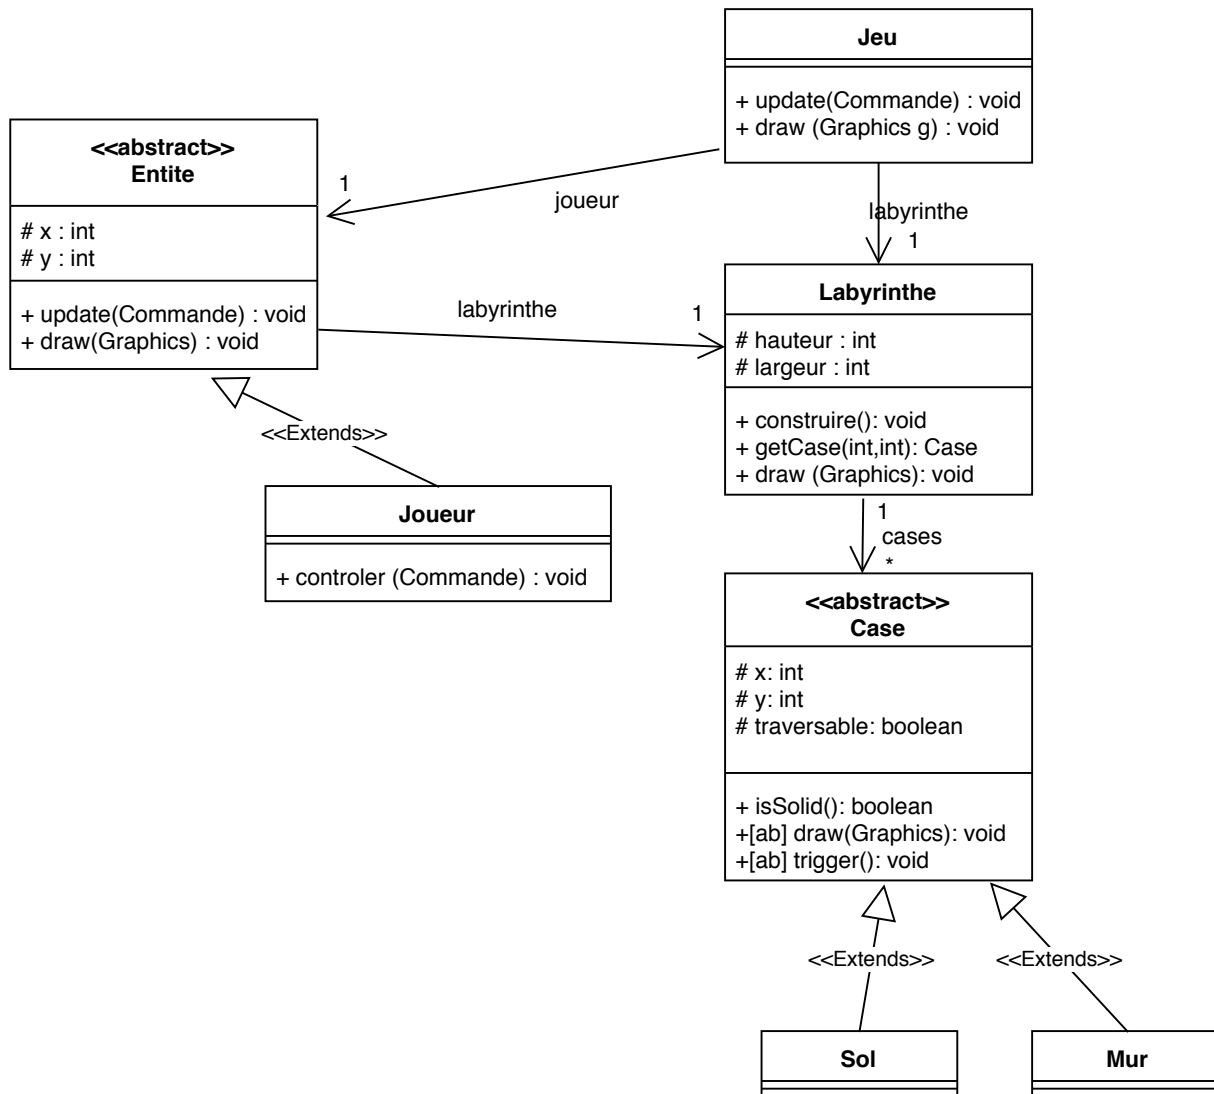 Jeu
+ update(Commande) : void
+ draw (Graphics g) : void
<<abstract>>
Entite
# x : int
# y : int
+ update(Commande) : void
+ draw(Graphics) : void
1
joueur
labyrinthe
1
labyrinthe
1
Labyrinthe
# hauteur : int
# largeur : int
+ construire(): void
+ getCase(int,int): Case
+ draw (Graphics): void
<<Extends>>
Joueur
+ controler (Commande) : void
1
cases
*
<<abstract>>
Case
# x: int
# y: int
# traversable: boolean
+ isSolid(): boolean
+[ab] draw(Graphics): void
+[ab] trigger(): void
<<Extends>>
<<Extends>>
Sol
Mur